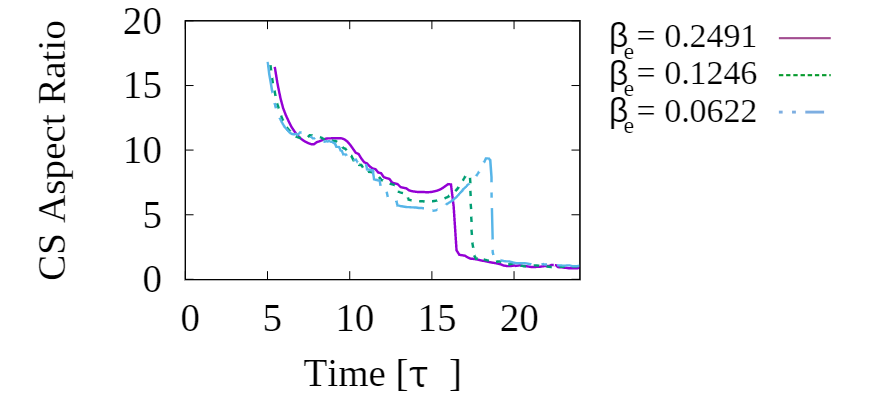 CS Aspect Ratio
20
15
10
5
0
0 5 10 15 20
Time [τ ]
βe = 0.2491
βe = 0.1246
βe = 0.0622